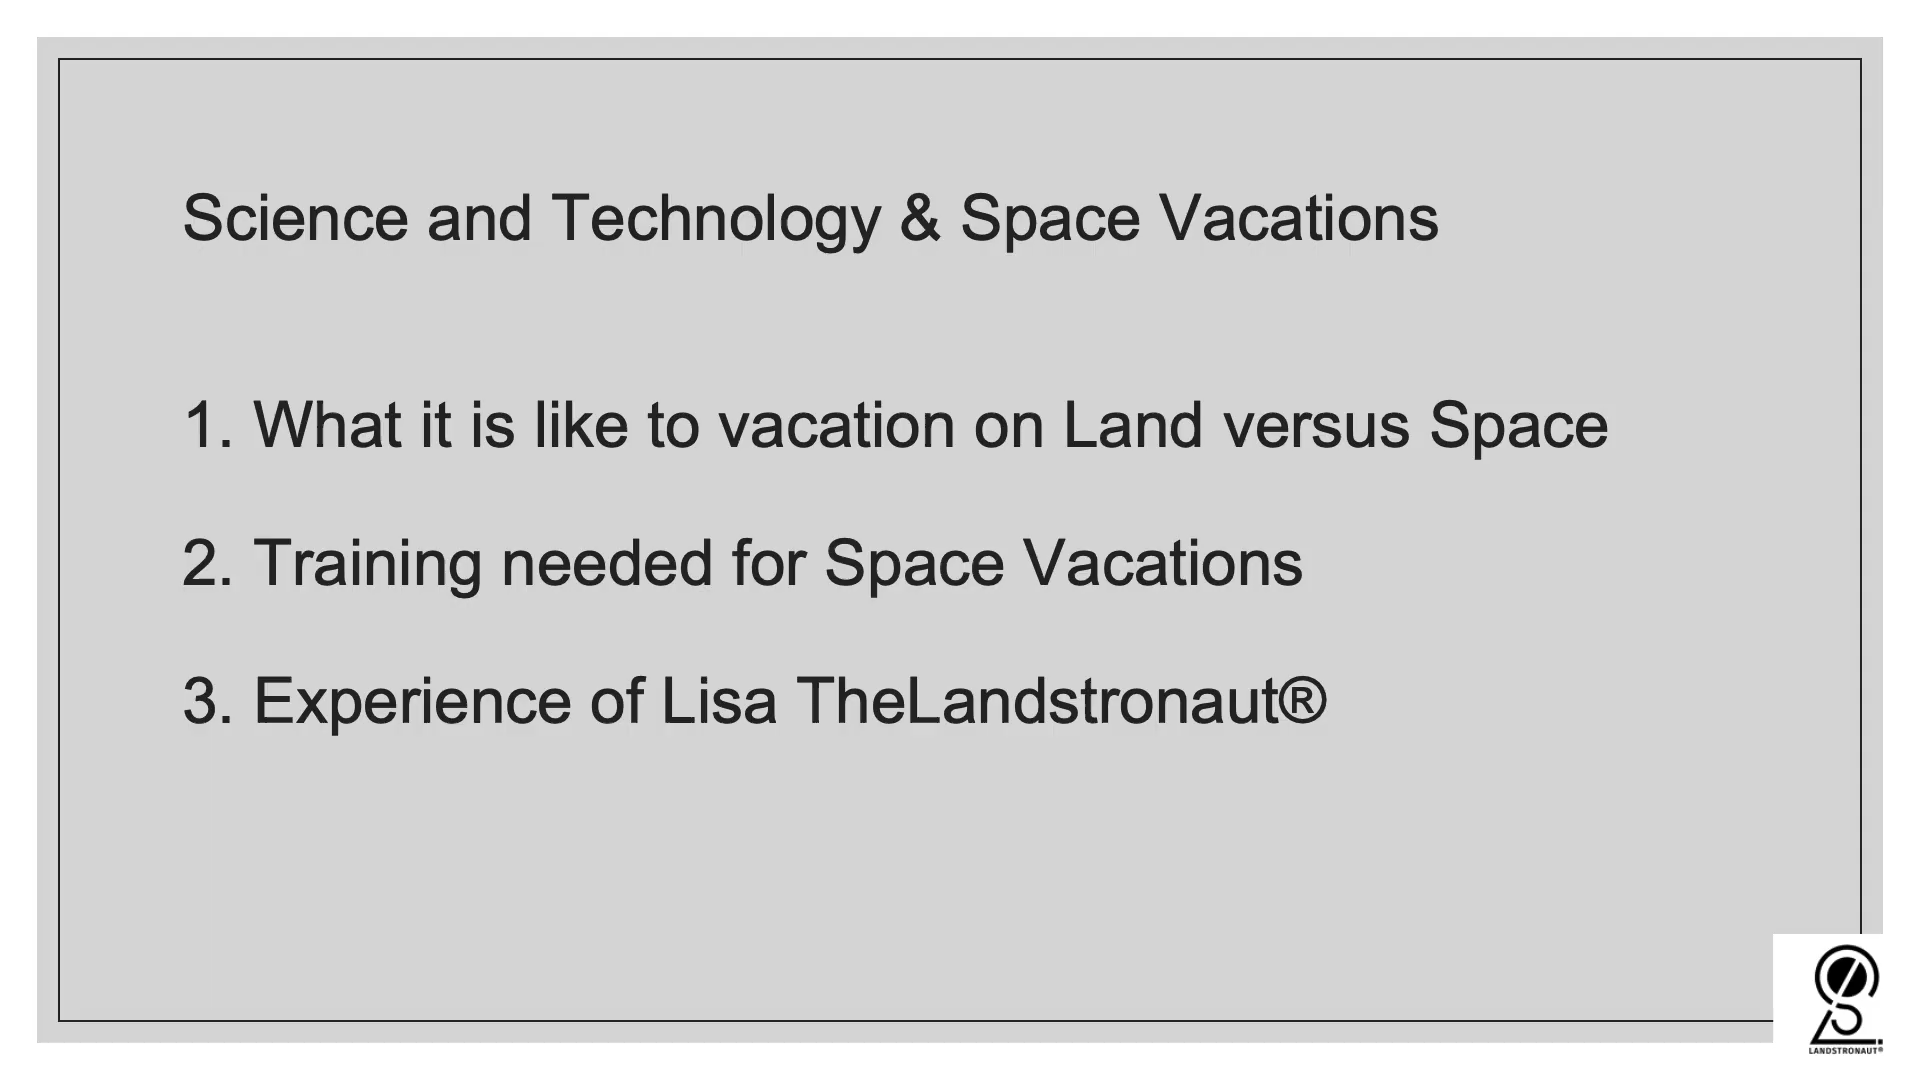 Science and Technology & Space Vacations
1. What it is like to vacation on Land versus Space
2. Training needed for Space Vacations
3. Experience of Lisa TheLandstronaut®
LANDSTRONAUT®